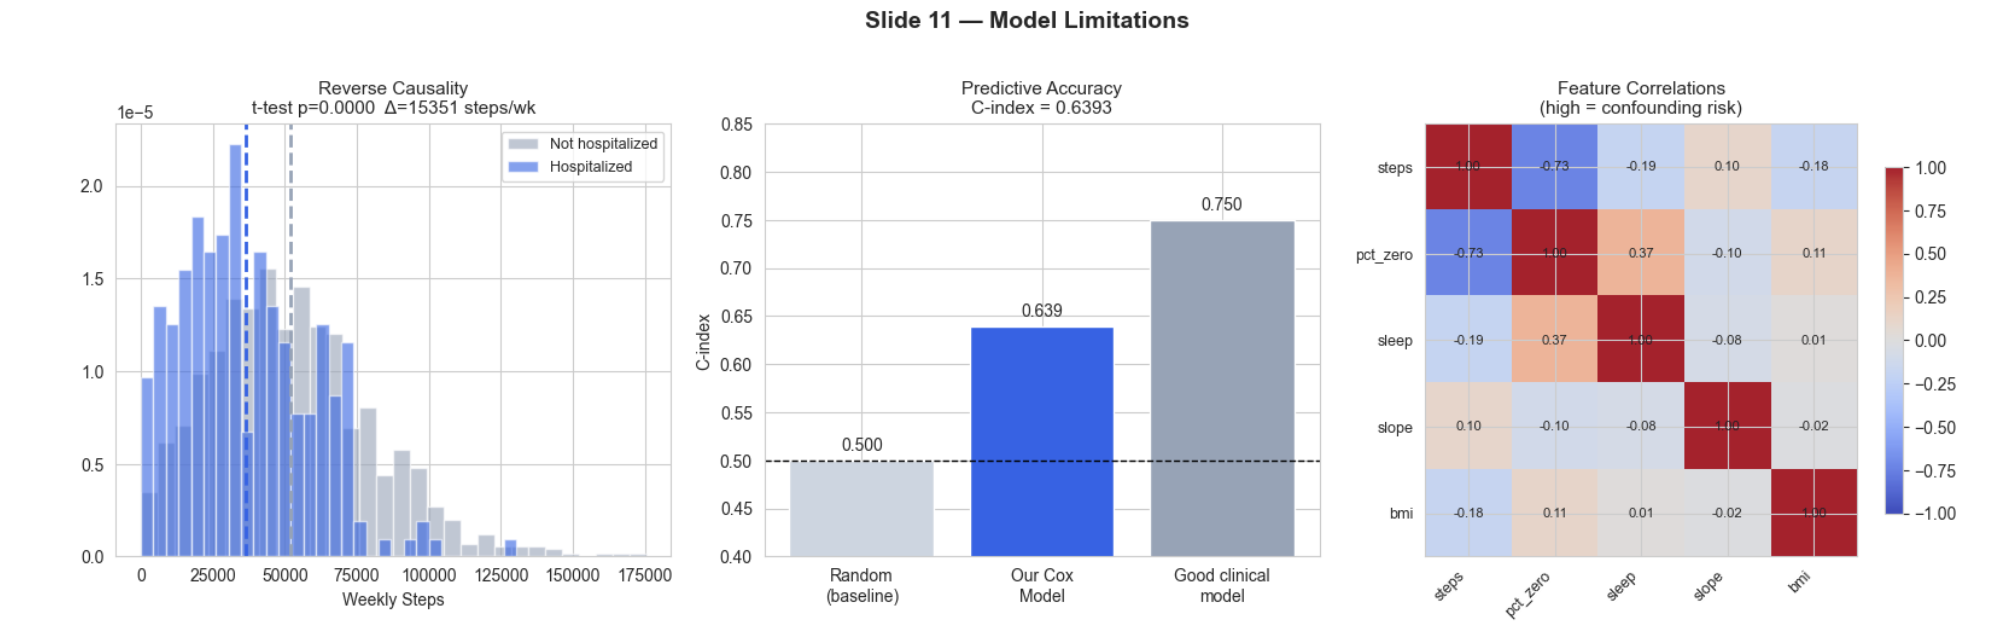 Slide 11 — Model Limitations
Reverse Causality
t-test p=0.0000  Δ=15351 steps/wk
1e−5
Not hospitalized
Hospitalized
2.0
1.5
1.0
0.5
0.0
0 25000 50000 75000 100000 125000 150000 175000
Weekly Steps
Predictive Accuracy
C-index = 0.6393
C-index
0.85
0.80
0.75
0.70
0.65
0.60
0.55
0.50
0.45
0.40
0.500
0.639
0.750
Random
(baseline)
Our Cox
Model
Good clinical
model
Feature Correlations
(high = confounding risk)
steps 1.00 -0.73 -0.19 0.10 -0.18
pct_zero -0.73 1.00 0.37 -0.10 0.11
sleep -0.19 0.37 1.00 -0.08 0.01
slope 0.10 -0.10 -0.08 1.00 -0.02
bmi -0.18 0.11 0.01 -0.02 1.00
steps pct_zero sleep slope bmi
1.00
0.75
0.50
0.25
0.00
−0.25
−0.50
−0.75
−1.00